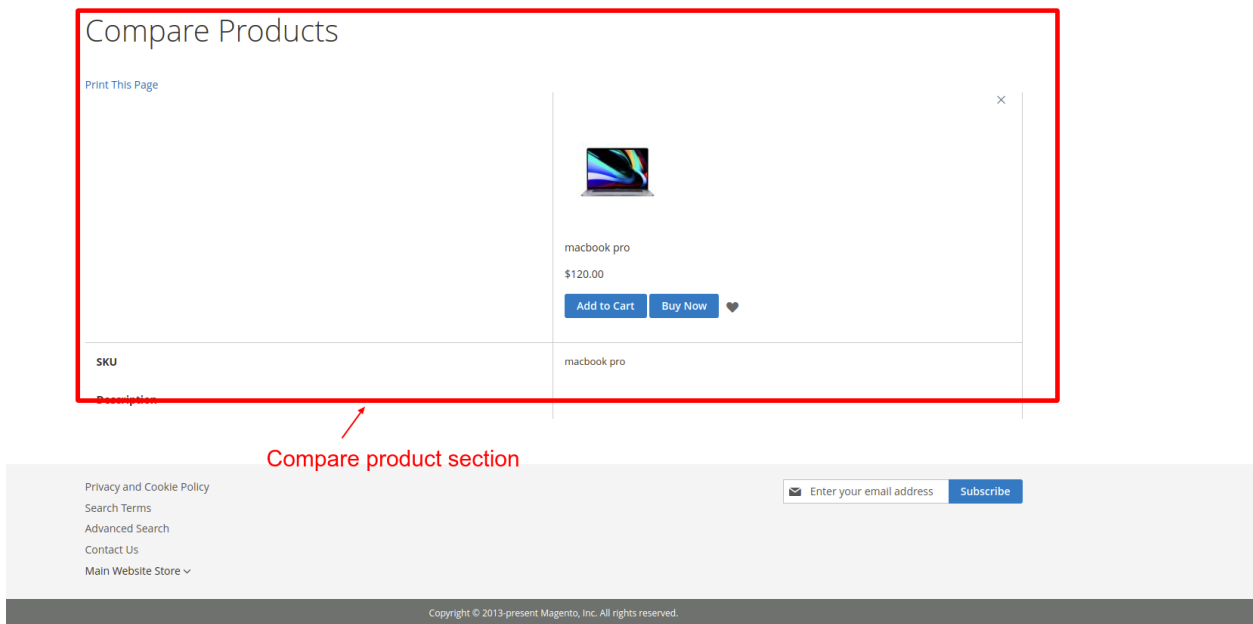 Compare Products
Print This Page
macbook pro
$120.00
Add to Cart Buy Now
SKU macbook pro
Description
Compare product section
Privacy and Cookie Policy
Enter your email address Subscribe
Search Terms
Advanced Search
Contact Us
Main Website Store
Copyright © 2013-present Magento, Inc. All rights reserved.